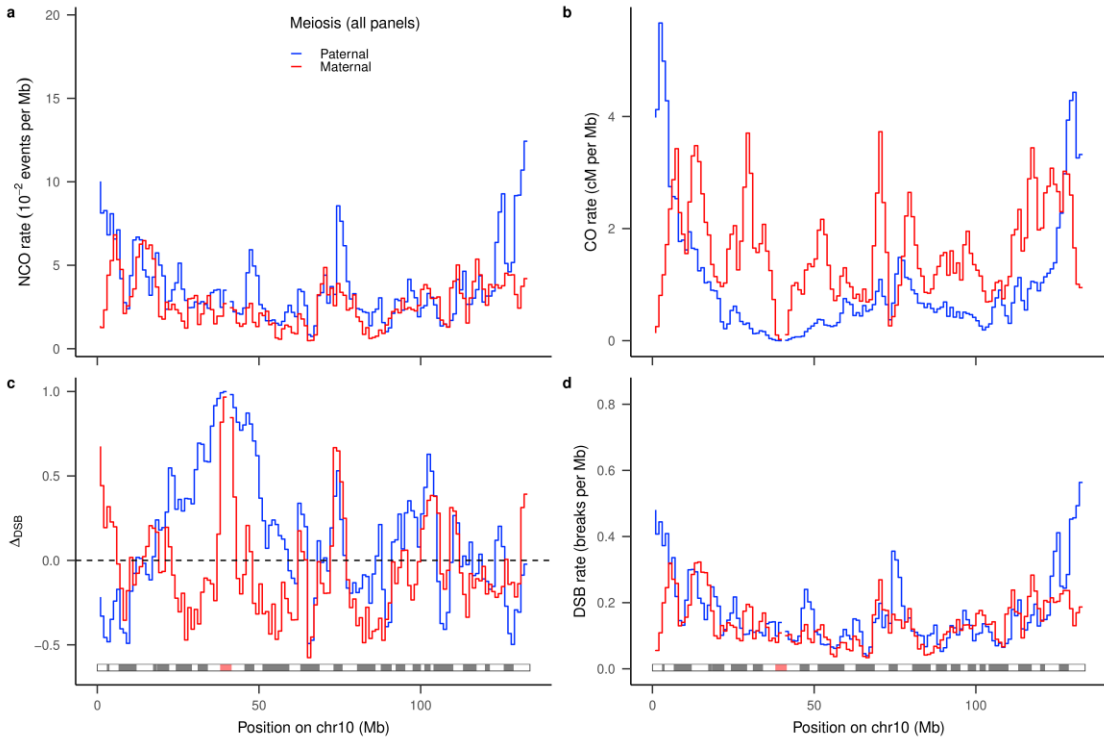 a
Meiosis (all panels)
Paternal
Maternal
NCO rate (10⁻² events per Mb)
20
15
10
5
0
b
CO rate (cM per Mb)
4
2
0
c
ΔDSB
1.0
0.5
0.0
−0.5
0
50
100
Position on chr10 (Mb)
d
DSB rate (breaks per Mb)
0.8
0.6
0.4
0.2
0.0
0
50
100
Position on chr10 (Mb)